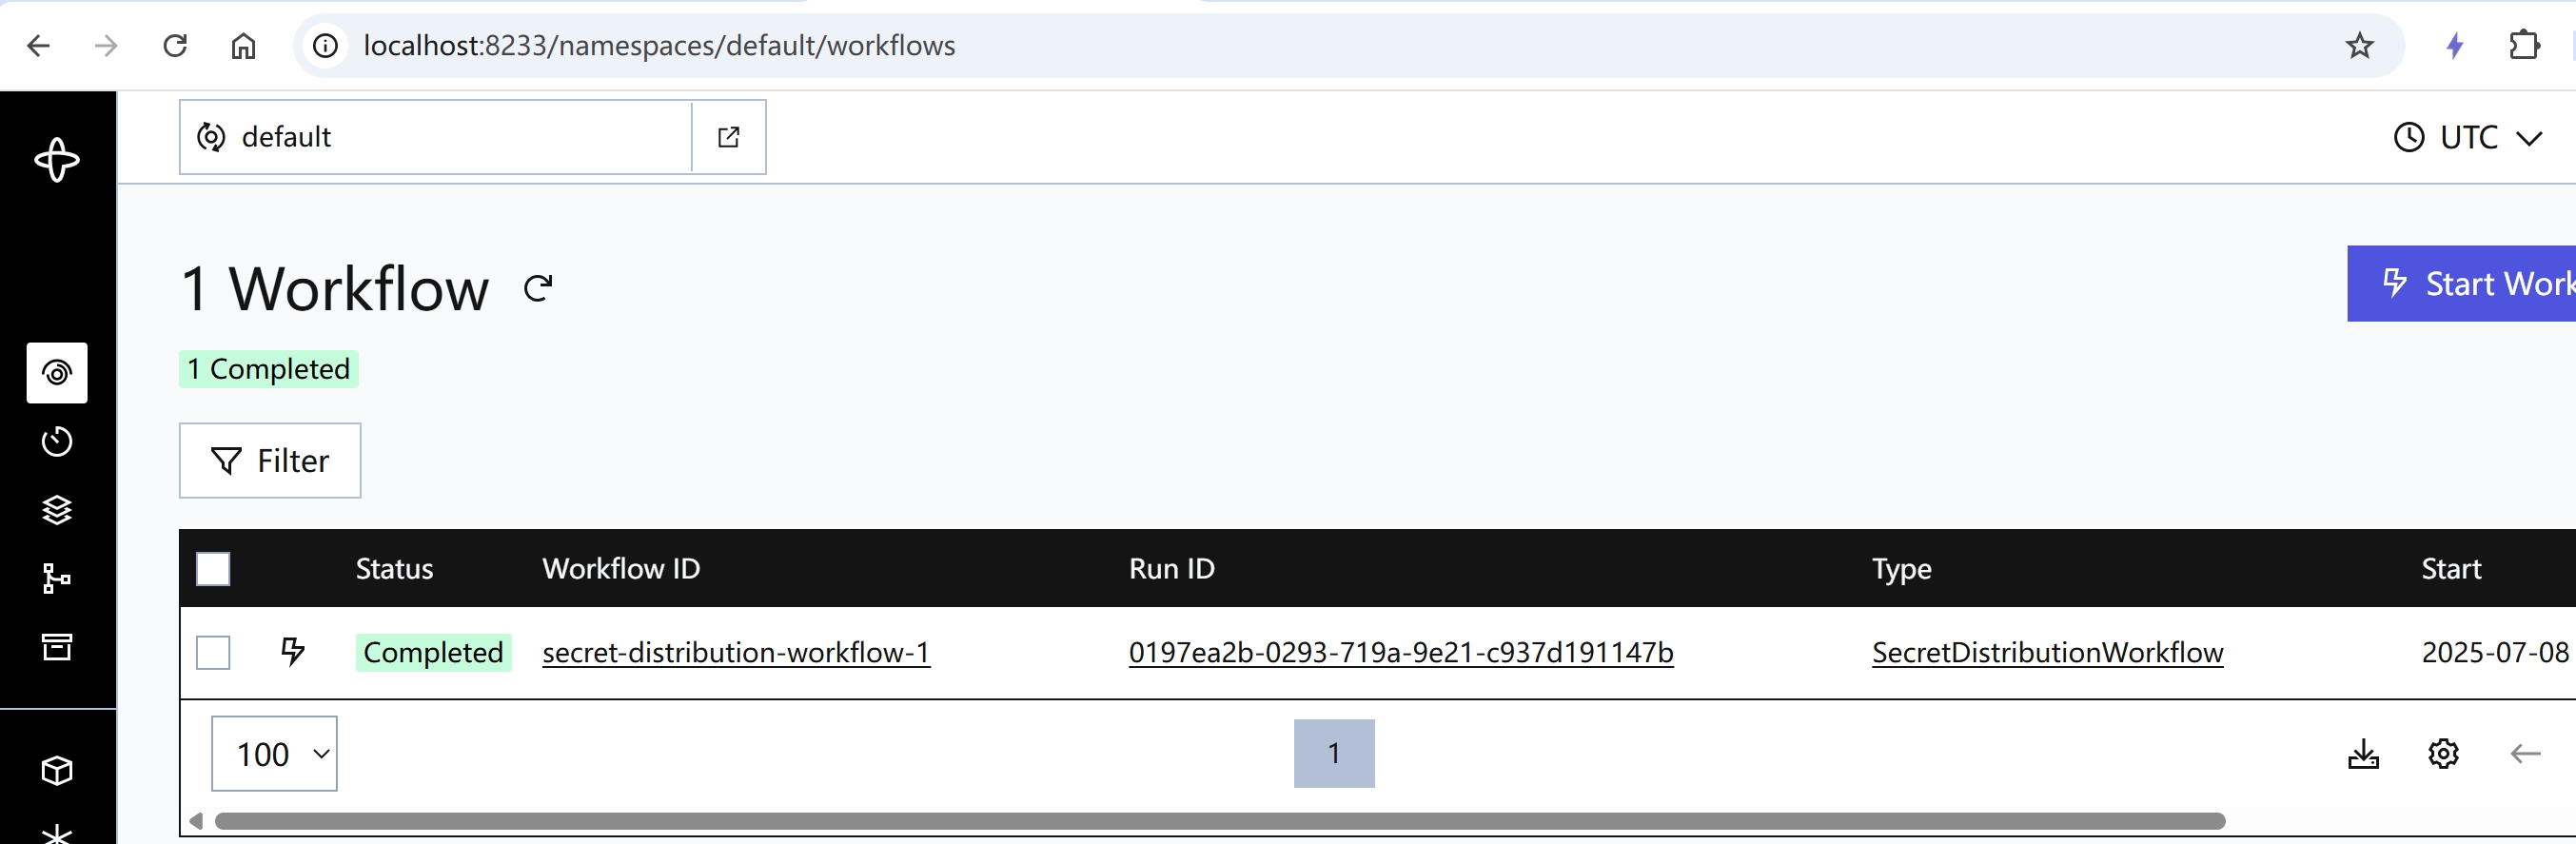 localhost:8233/namespaces/default/workflows
default
UTC
1 Workflow
Start Work
1 Completed
Filter
Status Workflow ID Run ID Type Start
Completed secret-distribution-workflow-1 0197ea2b-0293-719a-9e21-c937d191147b SecretDistributionWorkflow 2025-07-08
100
1